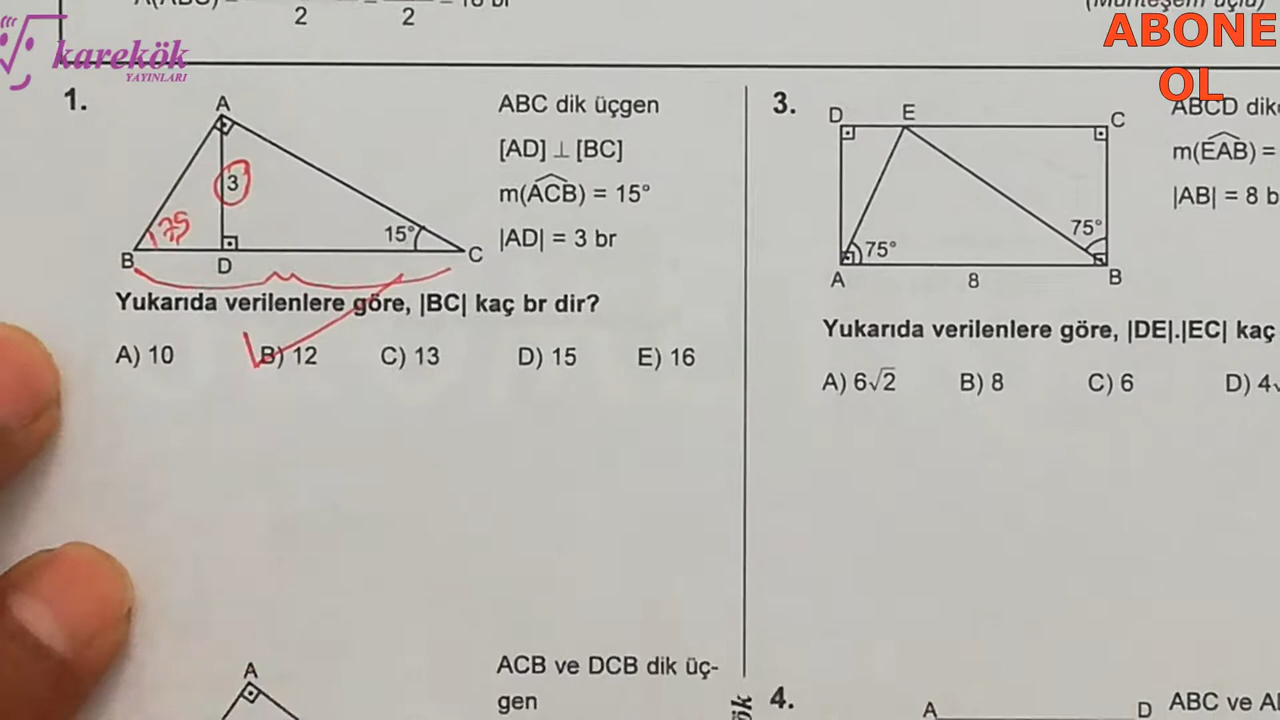 2
2
karekök
YAYINLARI
ABONE
OL
1.
A
3
75
15°
B
D
C
ABC dik üçgen
[AD] ⊥ [BC]
m(ACB) = 15°
|AD| = 3 br
Yukarıda verilenlere göre, |BC| kaç br dir?
A) 10 B) 12 C) 13 D) 15 E) 16
A
ACB ve DCB dik üç-
gen
3.
D E C
75°
75°
A 8 B
ABCD
m(EAB) =
|AB| = 8 b
Yukarıda verilenlere göre, |DE|.|EC| kaç
A) 6√2 B) 8 C) 6 D) 4
4.
A D
ABC ve